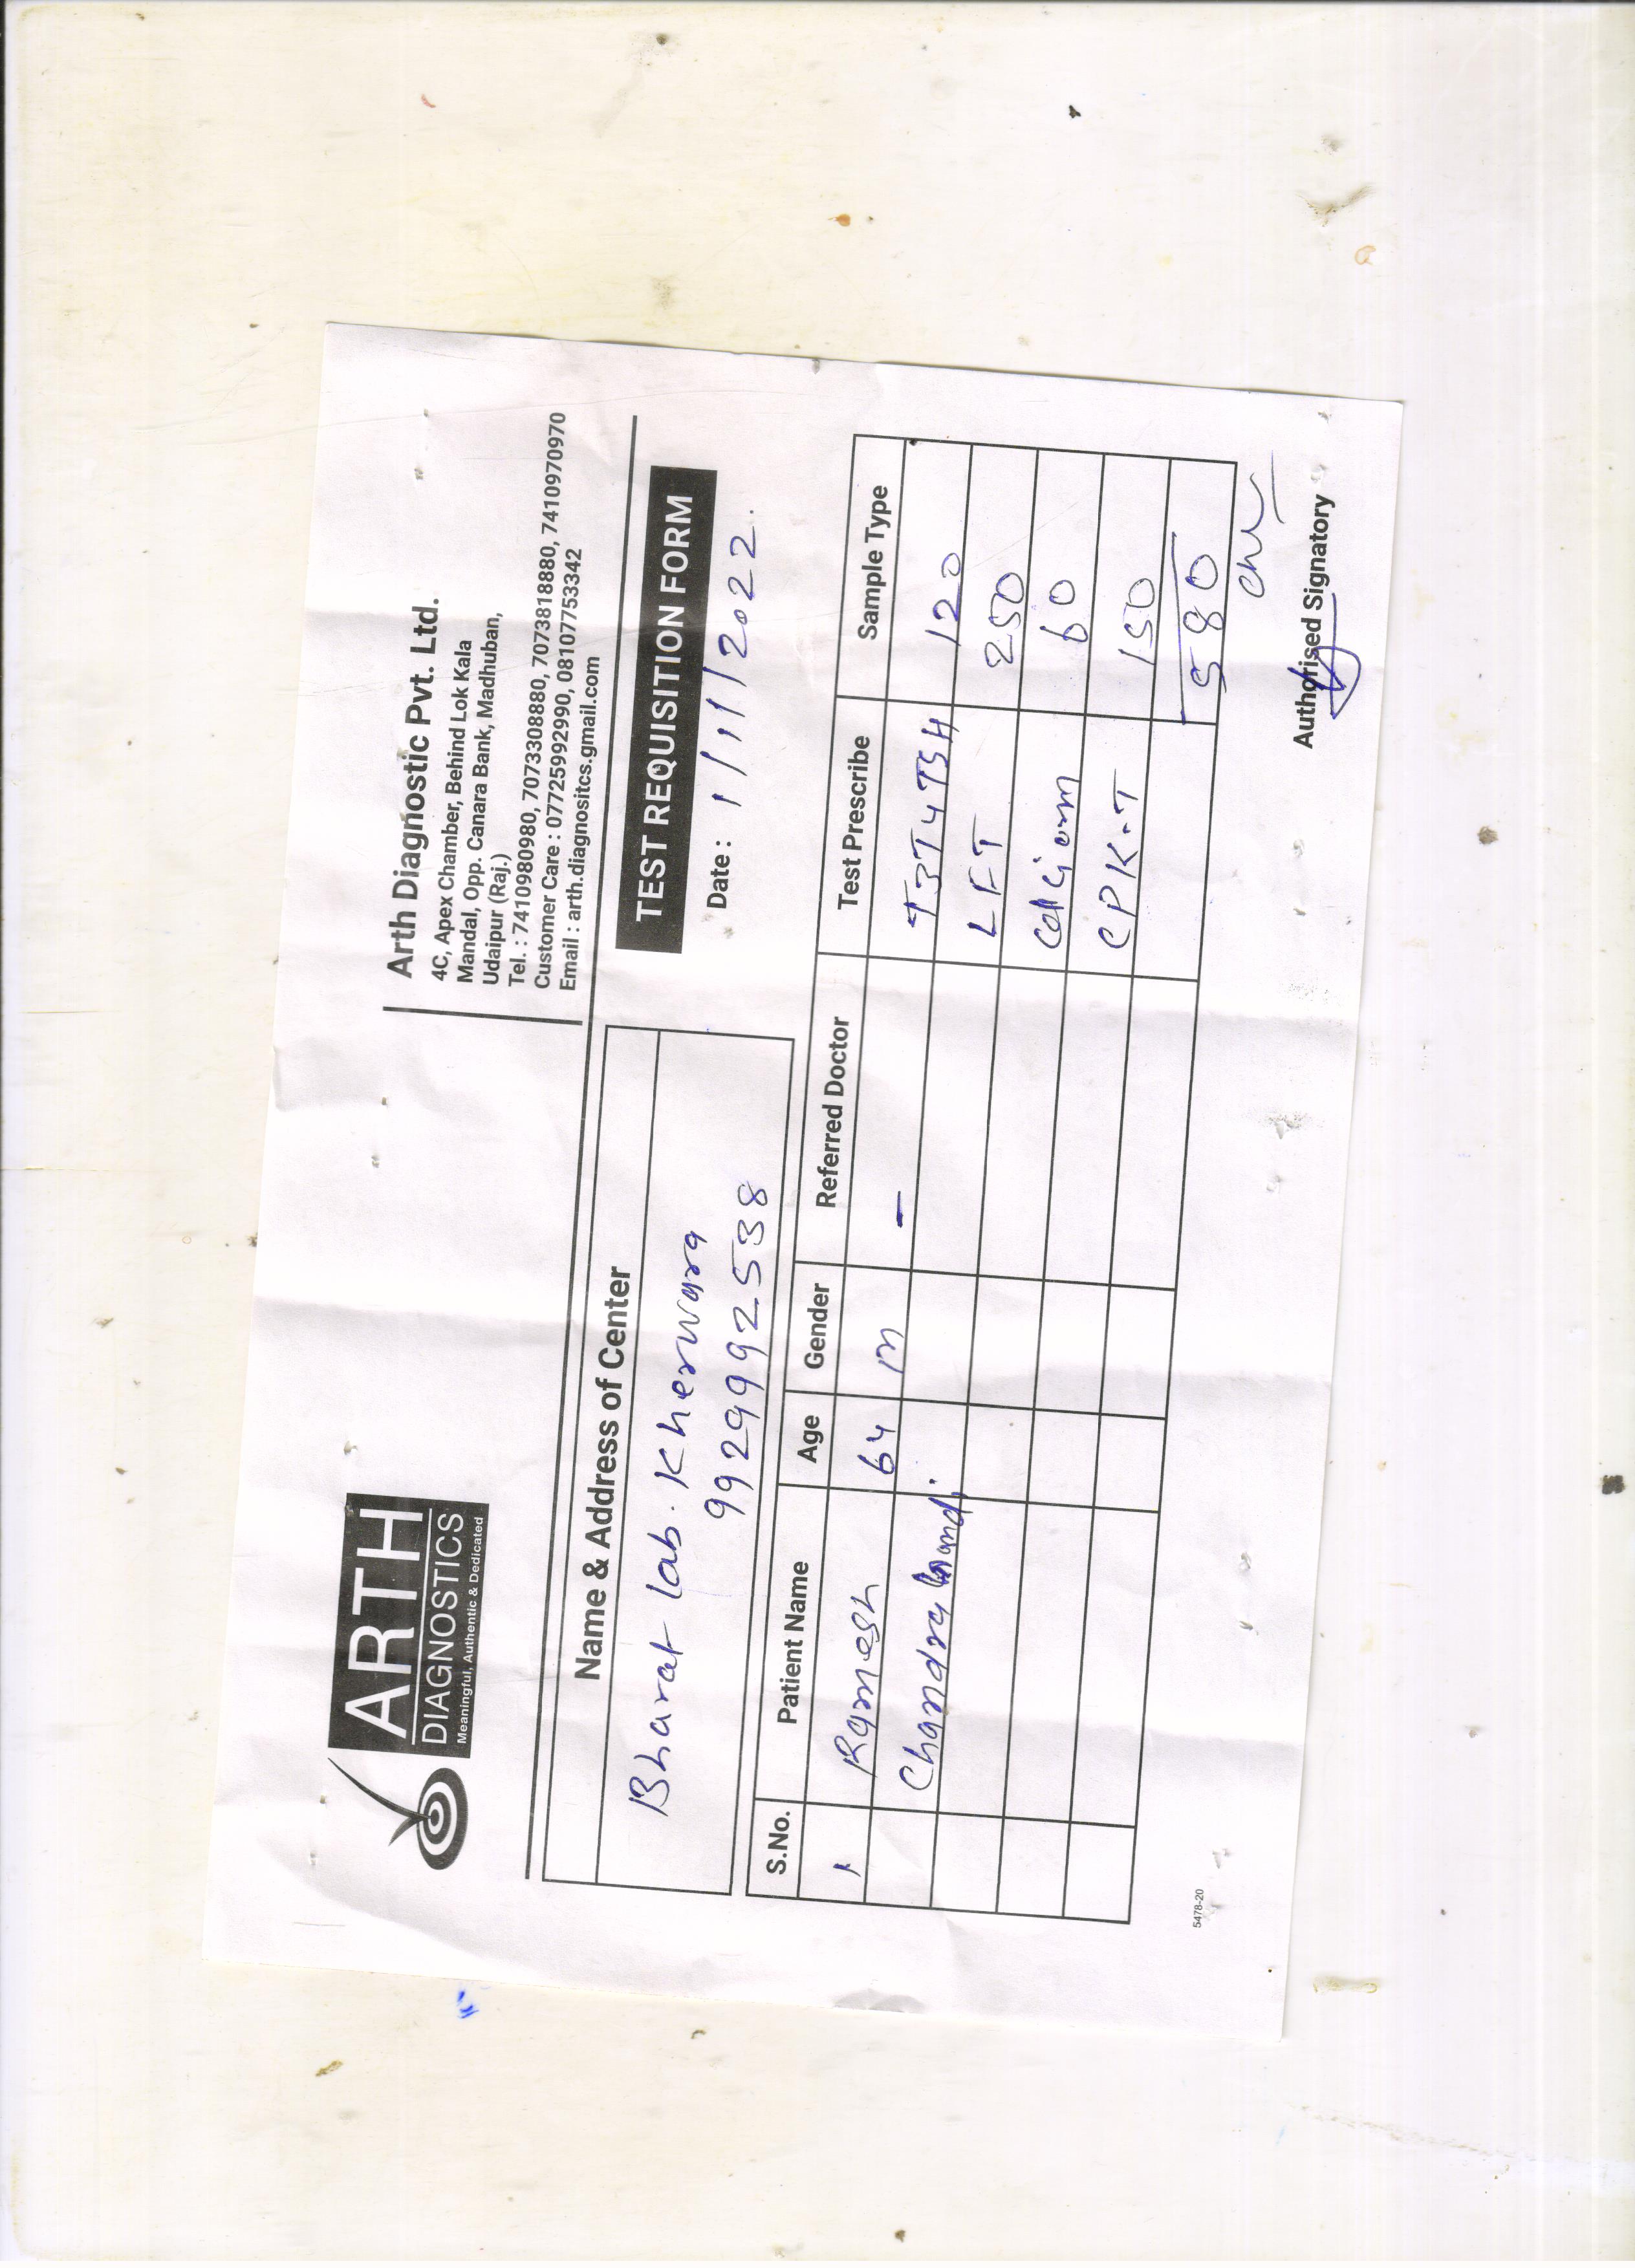 ARTH
DIAGNOSTICS
Meaningful, Authentic & Dedicated
Arth Diagnostic Pvt. Ltd.
4C, Apex Chamber, Behind Lok Kala
Mandal, Opp. Canara Bank, Madhuban,
Udaipur (Raj.)
Tel. : 7410980980, 7073308880, 7073818880, 7410970970
Customer Care : 07725992990, 08107753342
Email : arth.diagnositcs.gmail.com
Name & Address of Center
Bharat Lab. Kherwara
9929992538
TEST REQUISITION FORM
Date : 1/11/2022.
S.No. Patient Name Age Gender Referred Doctor Test Prescribe Sample Type
1 Ramesh 64 m - T3T4TSH 120
Chandra LFT 250
60
CPK-T 150
580
Authorised Signatory
5478-20